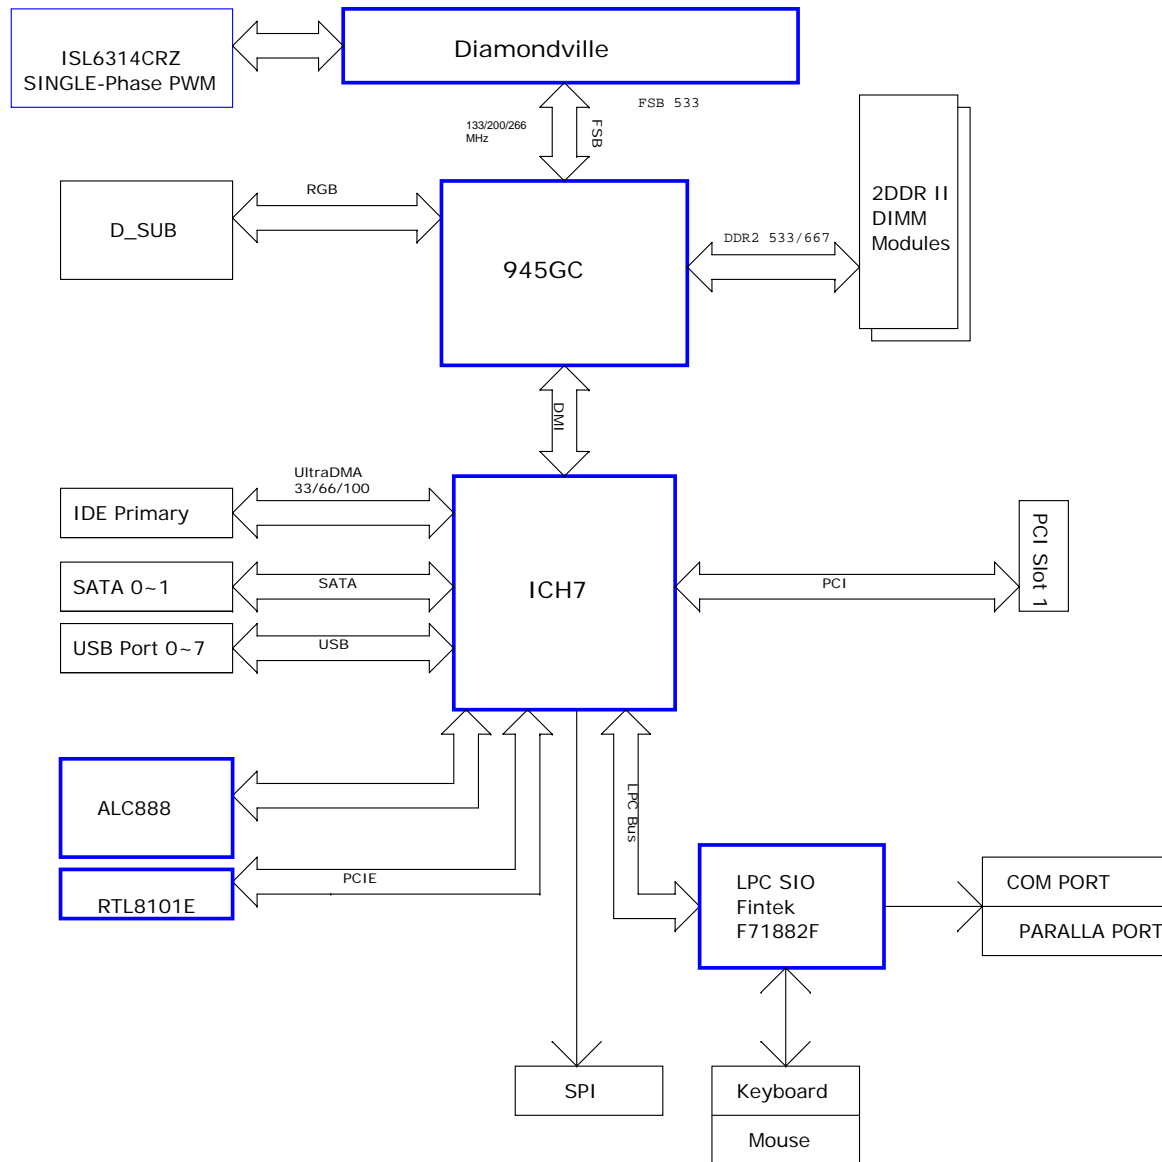 ISL6314CRZ
SINGLE-Phase PWM
Diamondville
FSB 533
133/200/266
MHz
FSB
D_SUB
RGB
945GC
DDR2 533/667
2DDR II
DIMM
Modules
DMI
UltraDMA
33/66/100
IDE Primary
SATA 0~1
SATA
USB Port 0~7
USB
ICH7
PCI
PCI Slot 1
ALC888
RTL8101E
PCIE
LPC Bus
LPC SIO
Fintek
F71882F
COM PORT
PARALLA PORT
SPI
Keyboard
Mouse